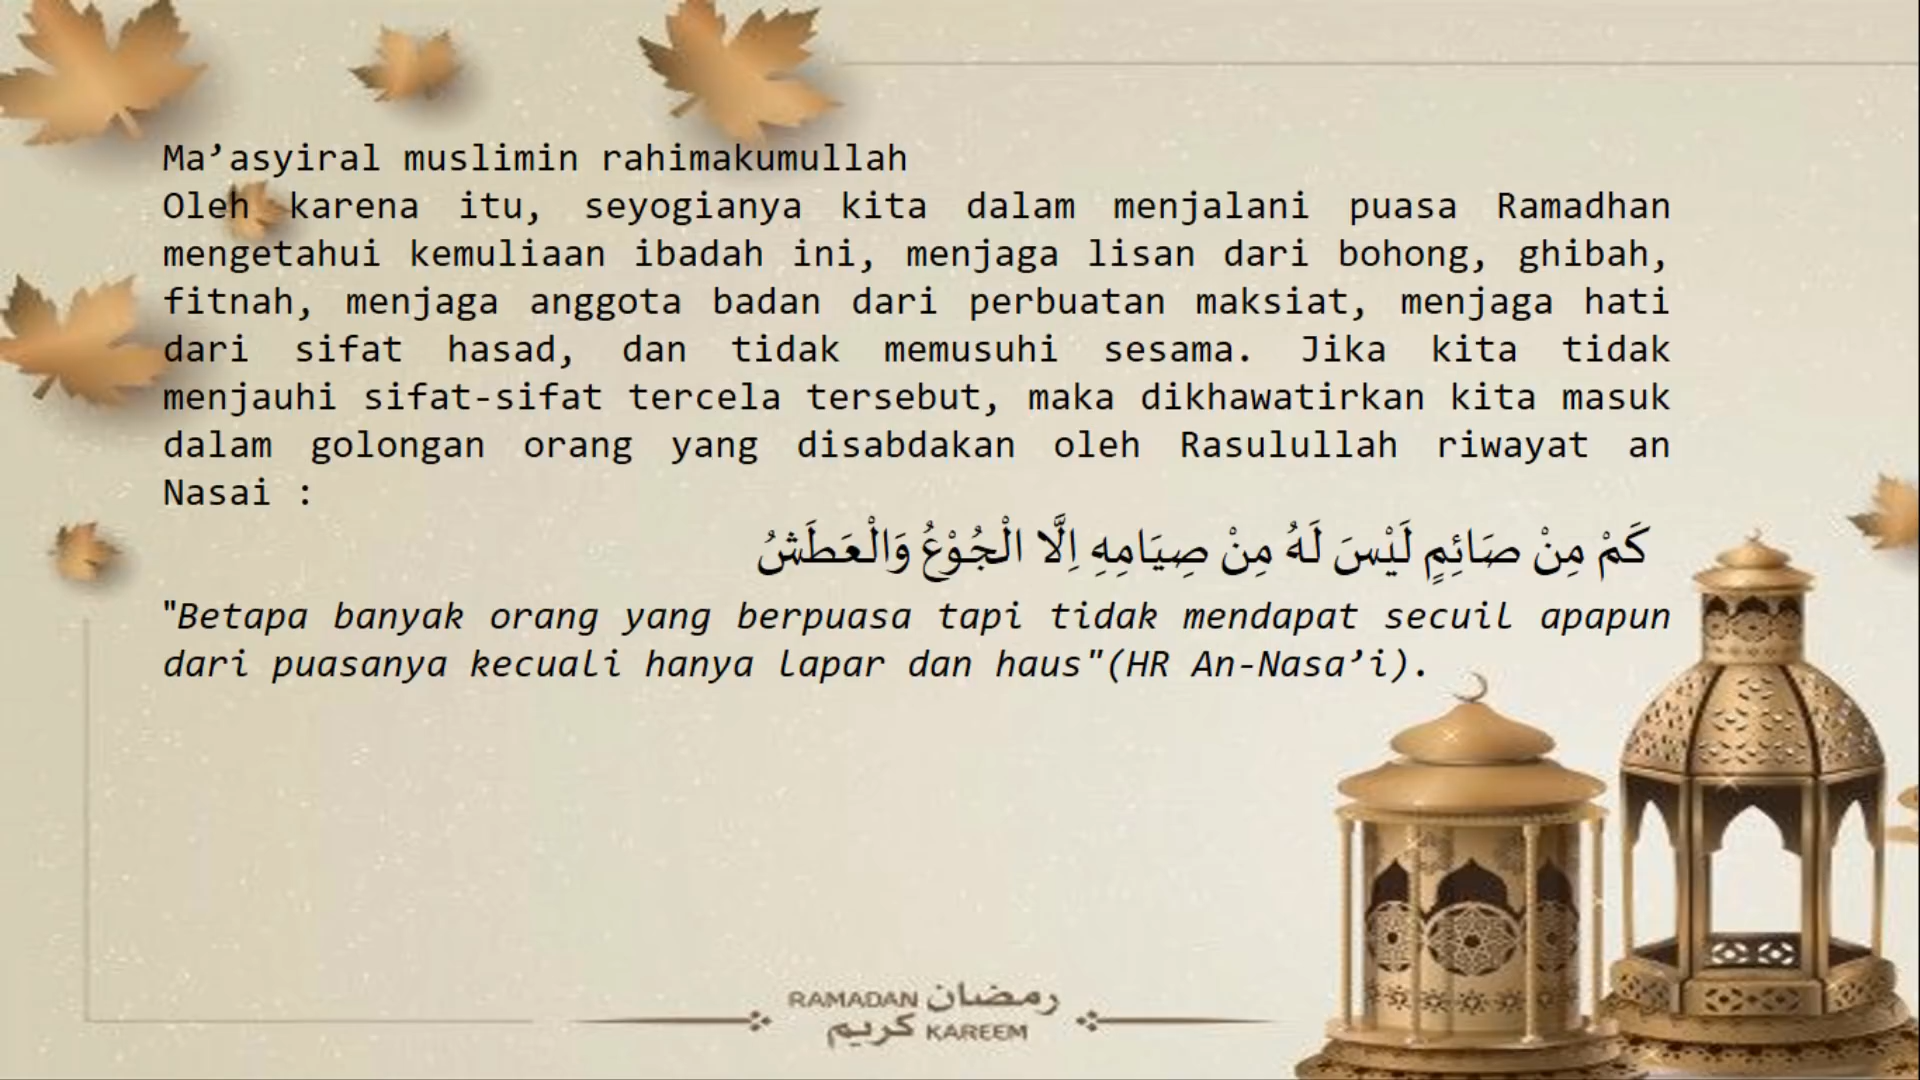 Ma’asyiral muslimin rahimakumullah
Oleh karena itu, seyogianya kita dalam menjalani puasa Ramadhan
mengetahui kemuliaan ibadah ini, menjaga lisan dari bohong, ghibah,
fitnah, menjaga anggota badan dari perbuatan maksiat, menjaga hati
dari sifat hasad, dan tidak memusuhi sesama. Jika kita tidak
menjauhi sifat-sifat tercela tersebut, maka dikhawatirkan kita masuk
dalam golongan orang yang disabdakan oleh Rasulullah riwayat an
Nasai :
كَمْ مِنْ صَائِمٍ لَيْسَ لَهُ مِنْ صِيَامِهِ اِلَّا الْجُوْعُ وَالْعَطَشُ
"Betapa banyak orang yang berpuasa tapi tidak mendapat secuil apapun
dari puasanya kecuali hanya lapar dan haus"(HR An-Nasa’i).
RAMADAN رمضان
كريم KAREEM